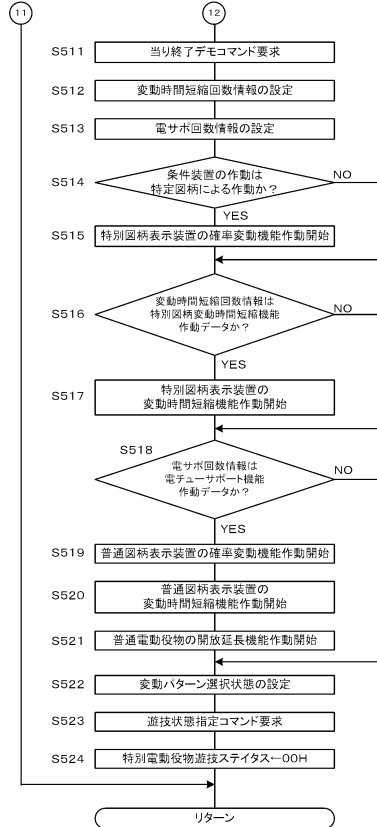 11
12
S511
当り終了デモコマンド要求
S512
変動時間短縮回数情報の設定
S513
電サポ回数情報の設定
S514
条件装置の作動は
特定図柄による作動か?
NO
YES
S515
特別図柄表示装置の確率変動機能作動開始
S516
変動時間短縮回数情報は
特別図柄変動時間短縮機能
作動データか?
NO
YES
S517
特別図柄表示装置の
変動時間短縮機能作動開始
S518
電サポ回数情報は
電チューサポート機能
作動データか?
NO
YES
S519
普通図柄表示装置の確率変動機能作動開始
S520
普通図柄表示装置の
変動時間短縮機能作動開始
S521
普通電動役物の開放延長機能作動開始
S522
変動パターン選択状態の設定
S523
遊技状態指定コマンド要求
S524
特別電動役物遊技ステイタス←00H
リターン